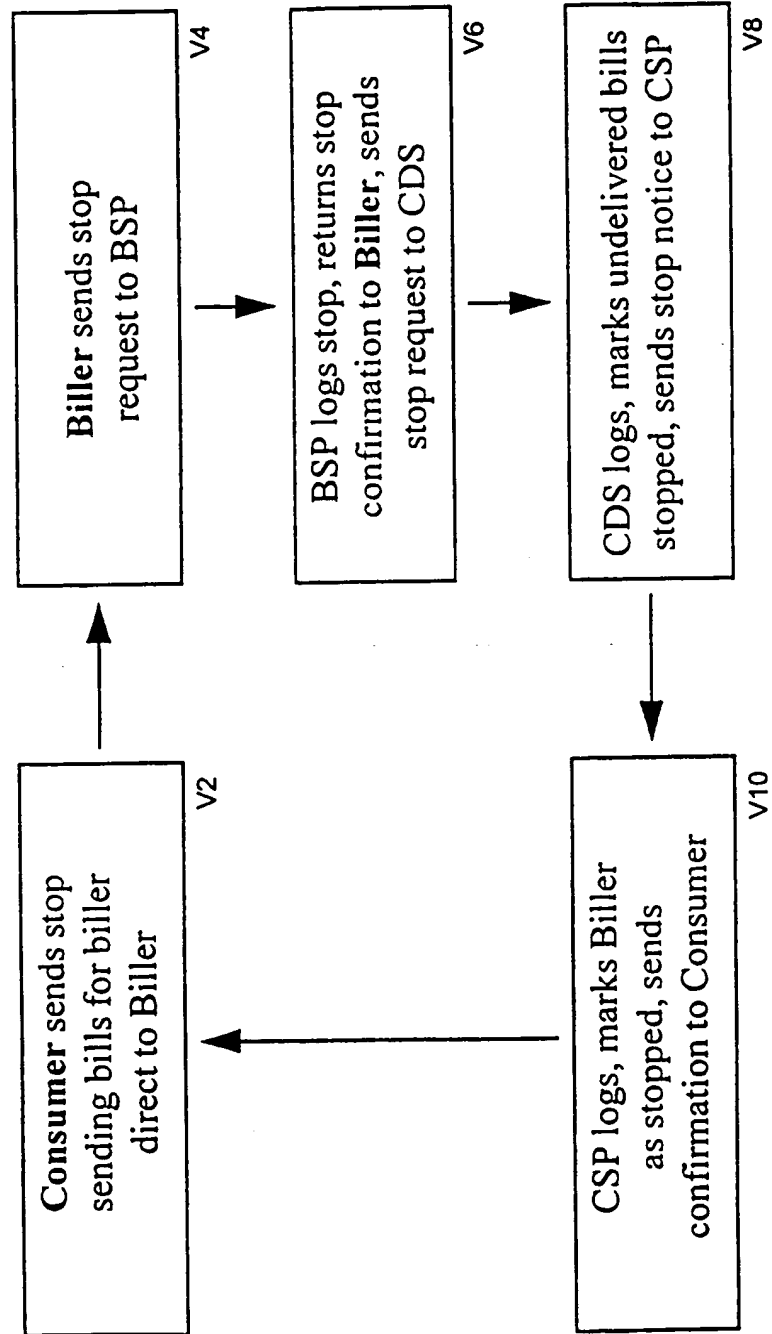 Consumer sends stop
sending bills for biller
direct to Biller
V2
Biller sends stop
request to BSP
V4
BSP logs stop, returns stop
confirmation to Biller, sends
stop request to CDS
V6
CDS logs, marks undelivered bills
stopped, sends stop notice to CSP
V8
CSP logs, marks Biller
as stopped, sends
confirmation to Consumer
V10